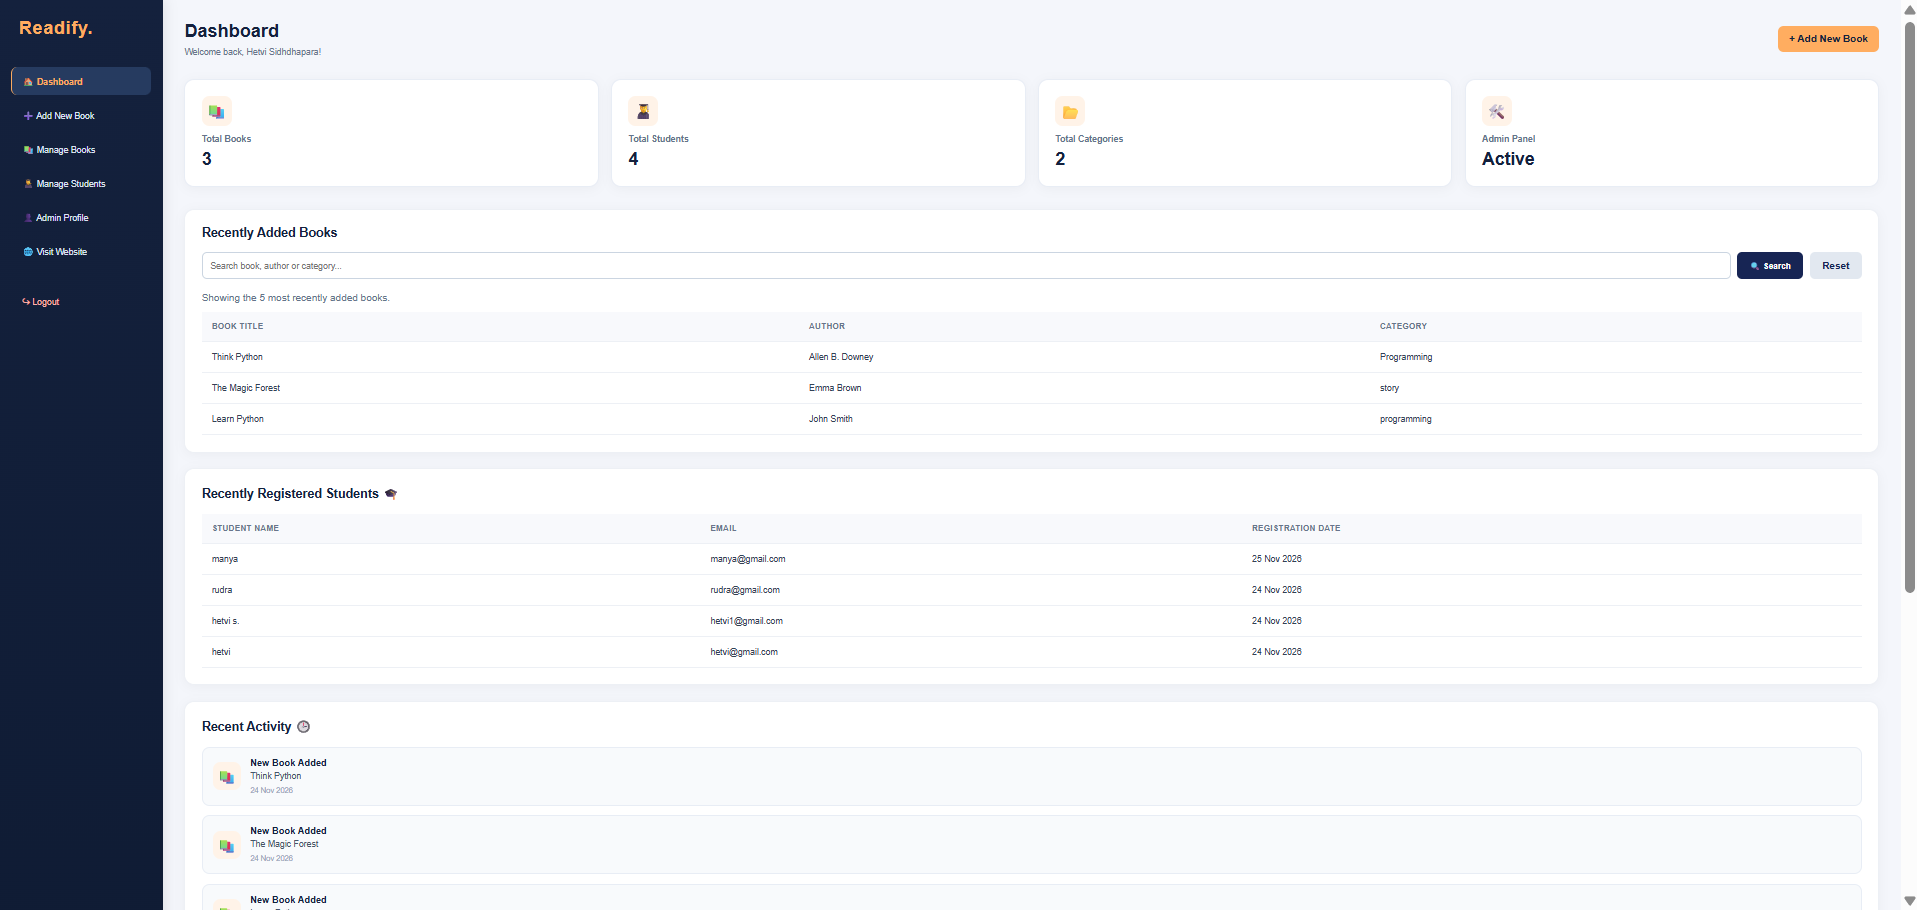 Readify.
Dashboard
Add New Book
Manage Books
Manage Students
Admin Profile
Visit Website
Logout
Dashboard
Welcome back, Hetvi Sidhdhapara!
+ Add New Book
Total Books
3
Total Students
4
Total Categories
2
Admin Panel
Active
Recently Added Books
Search book, author or category...
Search
Reset
Showing the 5 most recently added books.
BOOK TITLE AUTHOR CATEGORY
Think Python Allen B. Downey Programming
The Magic Forest Emma Brown story
Learn Python John Smith programming
Recently Registered Students
STUDENT NAME EMAIL REGISTRATION DATE
manya manya@gmail.com 25 Nov 2026
rudra rudra@gmail.com 24 Nov 2026
hetvi s. hetvi1@gmail.com 24 Nov 2026
hetvi hetvi@gmail.com 24 Nov 2026
Recent Activity
New Book Added
Think Python
24 Nov 2026
New Book Added
The Magic Forest
24 Nov 2026
New Book Added